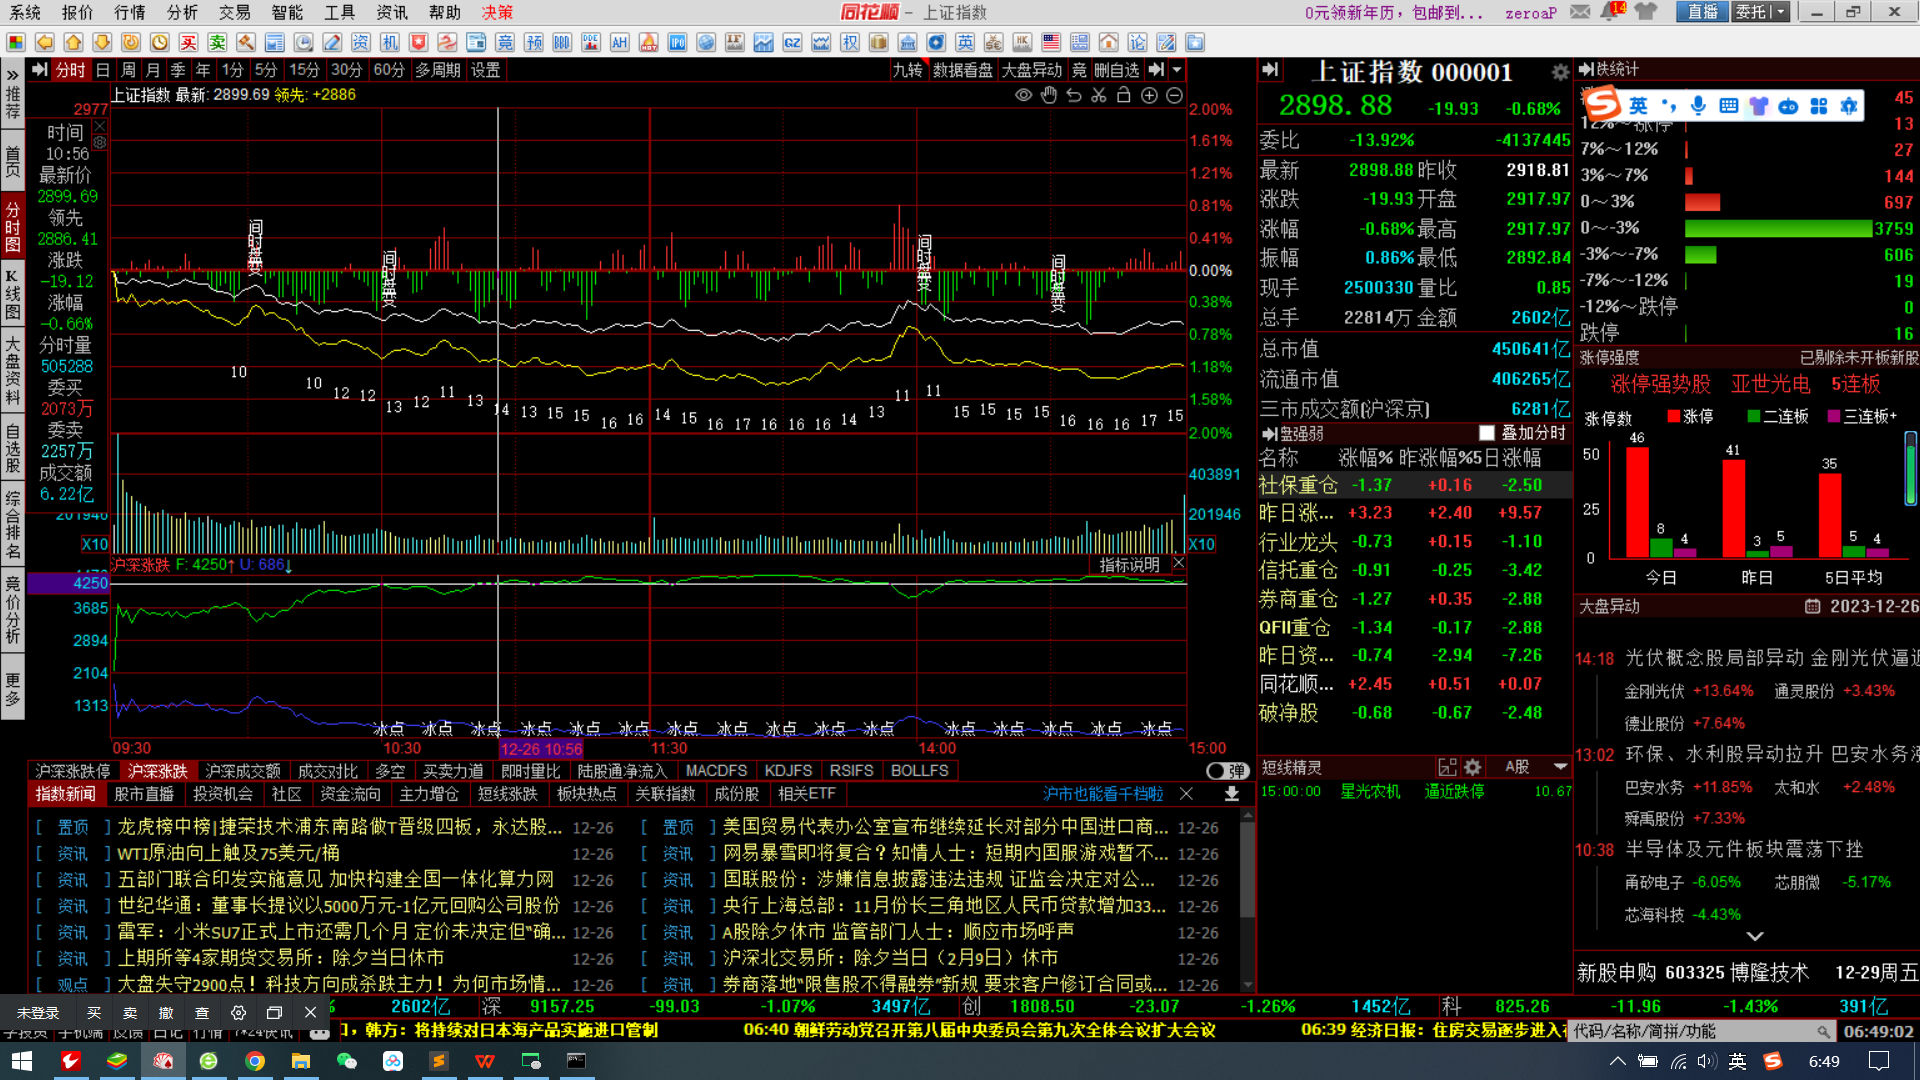 系统 报价 行情 分析 交易 智能 工具 资讯 帮助 决策
同花顺 - 上证指数
0元领新年历，包邮到... zeroaP 14 直播 委托
买 卖 资 机 竞 预 AH IPO GZ 权 英 HK 论
分时 日 周 月 季 年 1分 5分 15分 30分 60分 多周期 设置
九转 数据看盘 大盘异动 竞 删自选
推荐
首页
分时图
K线图
大盘资料
自选股
综合排名
竞价分析
更多
上证指数 最新: 2899.69 领先: +2886
2977
时间
10:56
最新价
2899.69
领先
2886.41
涨跌
-19.12
涨幅
-0.66%
分时量
505288
委买
2073万
委卖
2257万
成交额
6.22亿
201946
X10
2.00%
1.61%
1.21%
0.81%
0.41%
0.00%
0.38%
0.78%
1.18%
1.58%
2.00%
403891
201946
X10
10 10 12 12 13 12 11 13 14 13 15 15 16 16 14 15 16 17 16 16 16 14 13 11 11 15 15 15 15 16 16 16 17 15
沪深涨跌 F: 4250↑ U: 686↓
指标说明
4250
3685
2894
2104
1313
冰点 冰点 冰点 冰点 冰点 冰点 冰点 冰点 冰点 冰点 冰点 冰点 冰点 冰点 冰点 冰点
09:30 10:30 12-26 10:56 11:30 14:00 15:00
沪深涨跌停 沪深涨跌 沪深成交额 成交对比 多空 买卖力道 即时量比 陆股通净流入 MACDFS KDJFS RSIFS BOLLFS 弹
指数新闻 股市直播 投资机会 社区 资金流向 主力增仓 短线涨跌 板块热点 关联指数 成份股 相关ETF 沪市也能看千档啦
[ 置顶 ] 龙虎榜中榜|捷荣技术浦东南路做T晋级四板，永达股... 12-26
[ 资讯 ] WTI原油向上触及75美元/桶 12-26
[ 资讯 ] 五部门联合印发实施意见 加快构建全国一体化算力网 12-26
[ 资讯 ] 世纪华通：董事长提议以5000万元-1亿元回购公司股份 12-26
[ 资讯 ] 雷军：小米SU7正式上市还需几个月 定价未决定但"确... 12-26
[ 资讯 ] 上期所等4家期货交易所：除夕当日休市 12-26
[ 观点 ] 大盘失守2900点！科技方向成杀跌主力！为何市场情... 12-26
[ 置顶 ] 美国贸易代表办公室宣布继续延长对部分中国进口商... 12-26
[ 资讯 ] 网易暴雪即将复合？知情人士：短期内国服游戏暂不... 12-26
[ 资讯 ] 国联股份：涉嫌信息披露违法违规 证监会决定对公... 12-26
[ 资讯 ] 央行上海总部：11月份长三角地区人民币贷款增加33... 12-26
[ 资讯 ] A股除夕休市 监管部门人士：顺应市场呼声 12-26
[ 资讯 ] 沪深北交易所：除夕当日（2月9日）休市 12-26
[ 资讯 ] 券商落地"限售股不得融券"新规 要求客户修订合同或... 12-26
上证指数 000001
2898.88 -19.93 -0.68%
委比 -13.92% -4137445
最新 2898.88 昨收 2918.81
涨跌 -19.93 开盘 2917.97
涨幅 -0.68% 最高 2917.97
振幅 0.86% 最低 2892.84
现手 2500330 量比 0.85
总手 22814万 金额 2602亿
总市值 450641亿
流通市值 406265亿
三市成交额(沪深京) 6281亿
盘强弱 叠加分时
名称 涨幅% 昨涨幅% 5日涨幅
社保重仓 -1.37 +0.16 -2.50
昨日涨... +3.23 +2.40 +9.57
行业龙头 -0.73 +0.15 -1.10
信托重仓 -0.91 -0.25 -3.42
券商重仓 -1.27 +0.35 -2.88
QFII重仓 -1.34 -0.17 -2.88
昨日资... -0.74 -2.94 -7.26
同花顺... +2.45 +0.51 +0.07
破净股 -0.68 -0.67 -2.48
短线精灵 A股
15:00:00 星光农机 逼近跌停 10.67
跌统计
45
英
12%～涨停 13
7%～12% 27
3%～7% 144
0～3% 697
0～-3% 3759
-3%～-7% 606
-7%～-12% 19
-12%～跌停 0
跌停 16
涨停强度 已剔除未开板新股
涨停强势股 亚世光电 5连板
涨停数 涨停 二连板 三连板+
50
25
0
46 8 4
41 3 5
35 5 4
今日 昨日 5日平均
大盘异动 2023-12-26
14:18 光伏概念股局部异动 金刚光伏逼近
金刚光伏 +13.64% 通灵股份 +3.43%
德业股份 +7.64%
13:02 环保、水利股异动拉升 巴安水务涨
巴安水务 +11.85% 太和水 +2.48%
舜禹股份 +7.33%
10:38 半导体及元件板块震荡下挫
甬矽电子 -6.05% 芯朋微 -5.17%
芯海科技 -4.43%
新股申购 603325 博隆技术 12-29周五
未登录 买 卖 撤 查
% 2602亿 深 9157.25 -99.03 -1.07% 3497亿 创 1808.50 -23.07 -1.26% 1452亿 科 825.26 -11.96 -1.43% 391亿
韩方：将持续对日本海产品实施进口管制 06:40 朝鲜劳动党召开第八届中央委员会第九次全体会议扩大会议 06:39 经济日报：住房交易逐步进入
代码/名称/简拼/功能 06:49:02
英 6:49